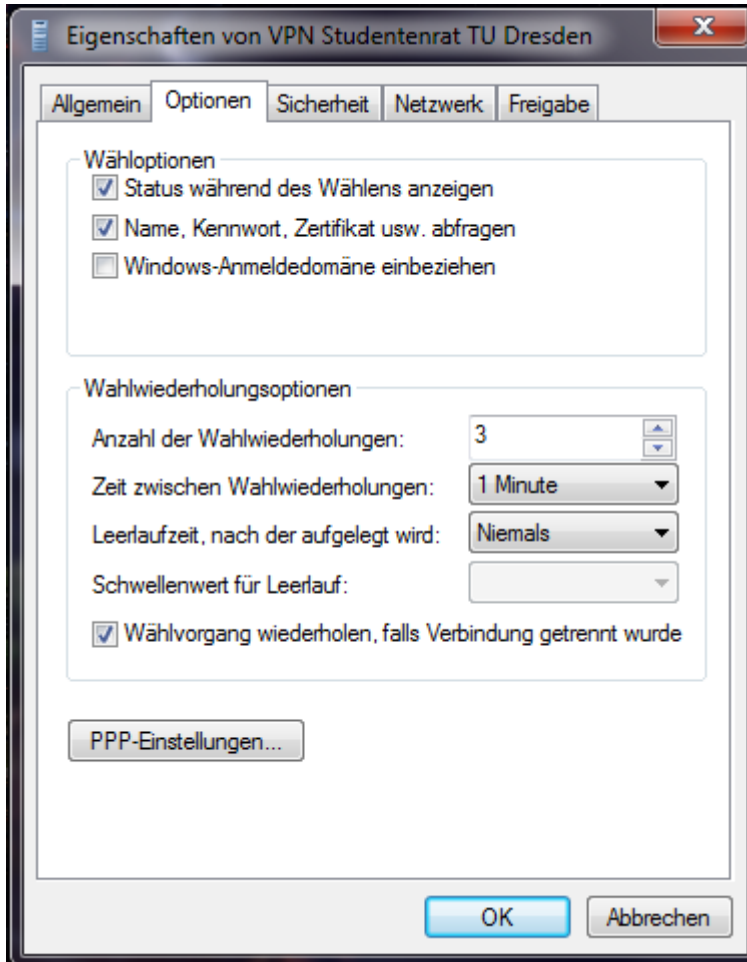 Eigenschaften von VPN Studentenrat TU Dresden
Allgemein Optionen Sicherheit Netzwerk Freigabe
Wähloptionen
Status während des Wählens anzeigen
Name, Kennwort, Zertifikat usw. abfragen
Windows-Anmeldedomäne einbeziehen
Wahlwiederholungsoptionen
Anzahl der Wahlwiederholungen: 3
Zeit zwischen Wahlwiederholungen: 1 Minute
Leerlaufzeit, nach der aufgelegt wird: Niemals
Schwellenwert für Leerlauf:
Wählvorgang wiederholen, falls Verbindung getrennt wurde
PPP-Einstellungen...
OK Abbrechen